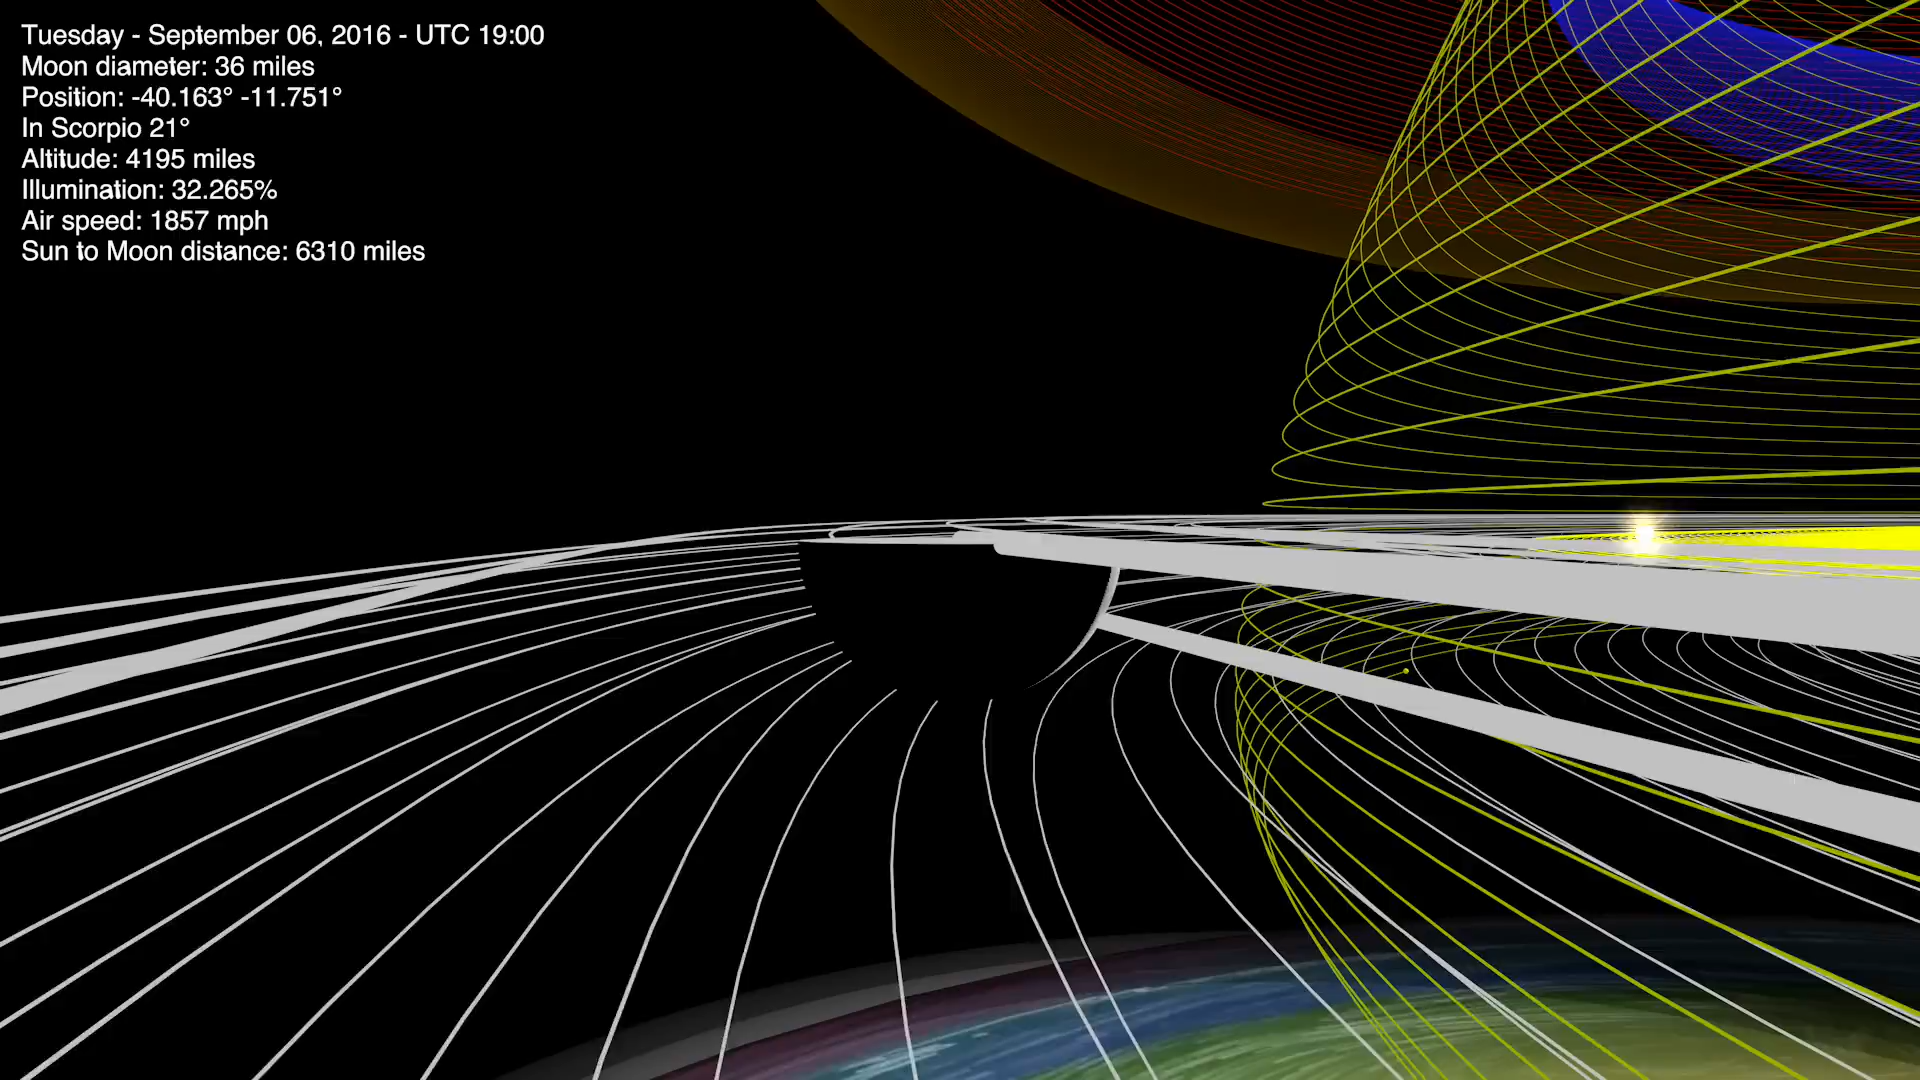 Tuesday - September 06, 2016 - UTC 19:00
Moon diameter: 36 miles
Position: -40.163° -11.751°
In Scorpio 21°
Altitude: 4195 miles
Illumination: 32.265%
Air speed: 1857 mph
Sun to Moon distance: 6310 miles